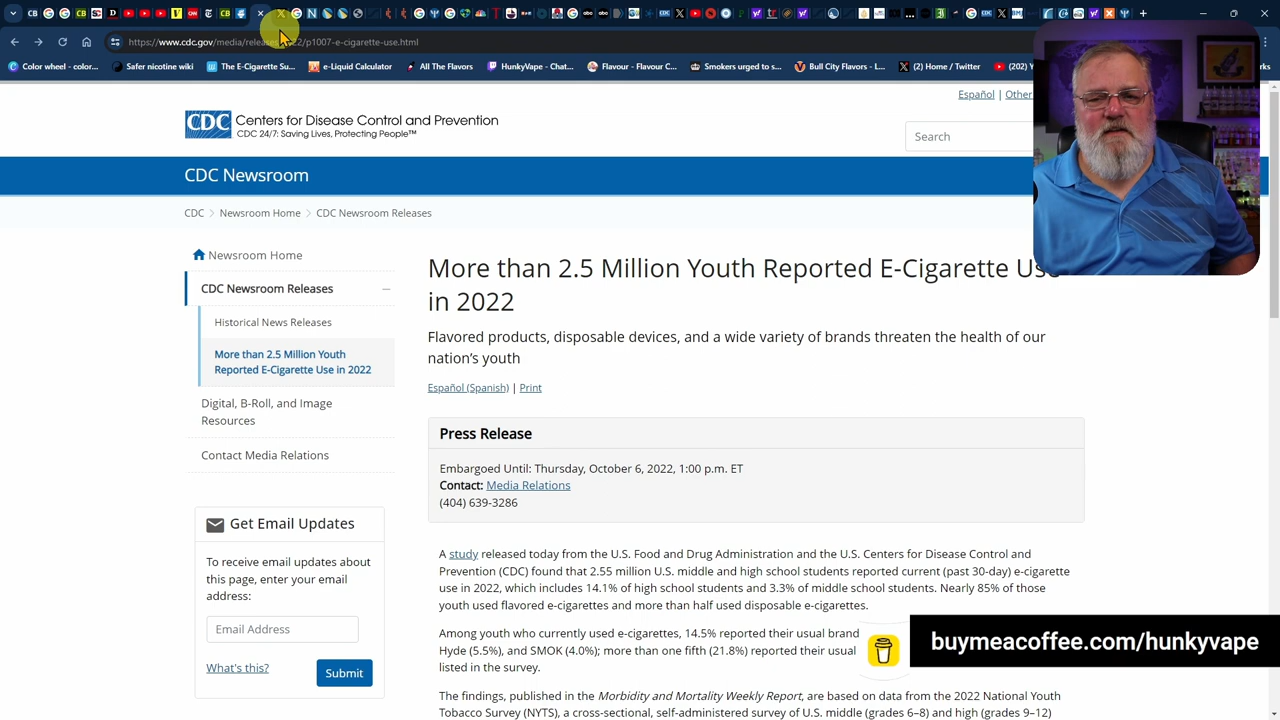 https://www.cdc.gov/media/releases/2022/p1007-e-cigarette-use.html
Color wheel - color...
Safer nicotine wiki
The E-Cigarette Su...
e-Liquid Calculator
All The Flavors
HunkyVape - Chat...
Flavour – Flavour C...
Smokers urged to s...
Bull City Flavors – L...
(2) Home / Twitter
(202) Y
Español | Other
CDC Centers for Disease Control and Prevention
CDC 24/7: Saving Lives, Protecting People™
Search
CDC Newsroom
CDC
Newsroom Home
CDC Newsroom Releases
Newsroom Home
CDC Newsroom Releases
Historical News Releases
More than 2.5 Million Youth
Reported E-Cigarette Use in 2022
Digital, B-Roll, and Image
Resources
Contact Media Relations
Get Email Updates
To receive email updates about
this page, enter your email
address:
Email Address
What's this?
Submit
More than 2.5 Million Youth Reported E-Cigarette Use
in 2022
Flavored products, disposable devices, and a wide variety of brands threaten the health of our
nation's youth
Español (Spanish) | Print
Press Release
Embargoed Until: Thursday, October 6, 2022, 1:00 p.m. ET
Contact: Media Relations
(404) 639-3286
A study released today from the U.S. Food and Drug Administration and the U.S. Centers for Disease Control and
Prevention (CDC) found that 2.55 million U.S. middle and high school students reported current (past 30-day) e-cigarette
use in 2022, which includes 14.1% of high school students and 3.3% of middle school students. Nearly 85% of those
youth used flavored e-cigarettes and more than half used disposable e-cigarettes.
Among youth who currently used e-cigarettes, 14.5% reported their usual brand
Hyde (5.5%), and SMOK (4.0%); more than one fifth (21.8%) reported their usual
listed in the survey.
The findings, published in the Morbidity and Mortality Weekly Report, are based on data from the 2022 National Youth
Tobacco Survey (NYTS), a cross-sectional, self-administered survey of U.S. middle (grades 6–8) and high (grades 9–12)
buymeacoffee.com/hunkyvape